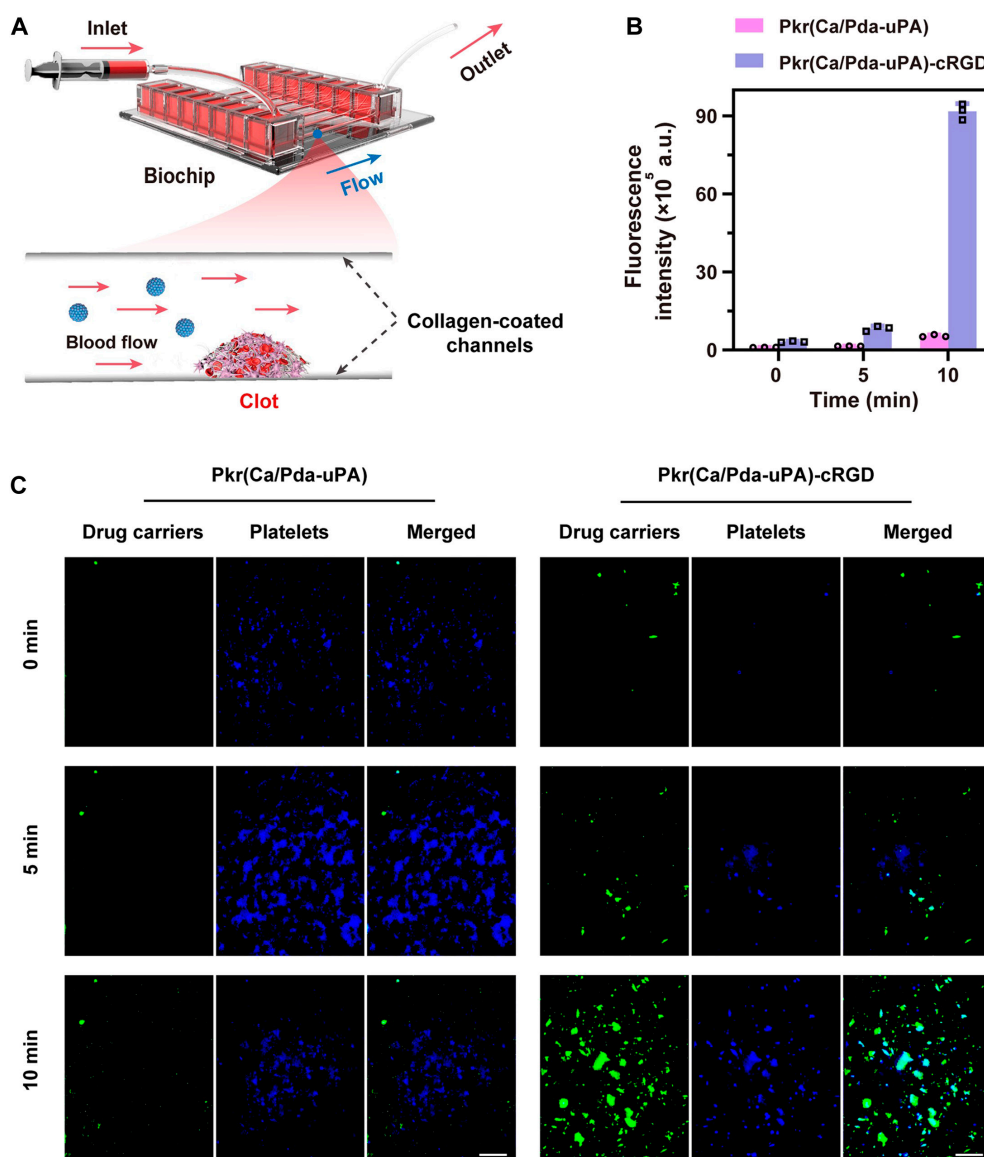 A
Inlet
Outlet
Biochip
Flow
Blood flow
Collagen-coated
channels
Clot
B
Pkr(Ca/Pda-uPA)
Pkr(Ca/Pda-uPA)-cRGD
Fluorescence
intensity (×10⁵ a.u.)
90
60
30
0
0 5 10
Time (min)
C
Pkr(Ca/Pda-uPA) Pkr(Ca/Pda-uPA)-cRGD
Drug carriers Platelets Merged Drug carriers Platelets Merged
0 min
5 min
10 min